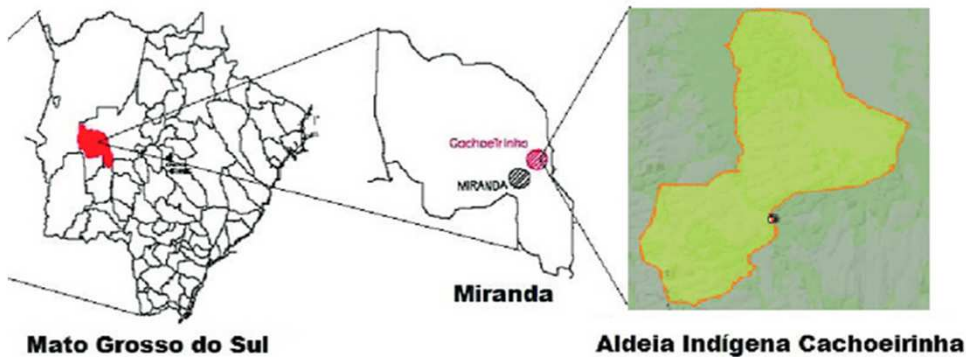 Cachoeirinha
MIRANDA
Miranda
Mato Grosso do Sul
Aldeia Indígena Cachoeirinha